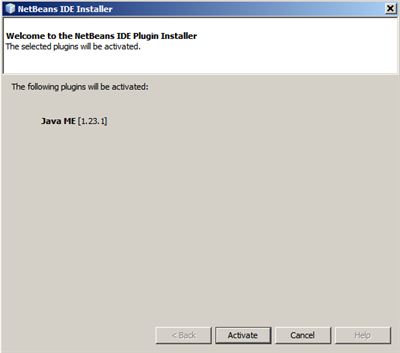 NetBeans IDE Installer
Welcome to the NetBeans IDE Plugin Installer
The selected plugins will be activated.
The following plugins will be activated:
Java ME [1.23.1]
< Back Activate Cancel Help